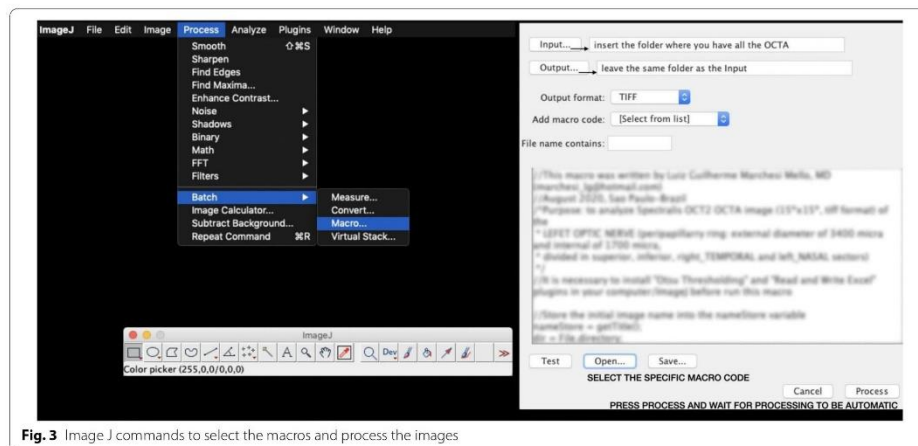 ImageJ File Edit Image Process Analyze Plugins Window Help
Smooth ⇧⌘S
Sharpen
Find Edges
Find Maxima...
Enhance Contrast...
Noise
Shadows
Binary
Math
FFT
Filters
Batch
Image Calculator...
Subtract Background...
Repeat Command ⌘R
Measure...
Convert...
Macro...
Virtual Stack...
ImageJ
A Dev
Color picker (255,0,0/0,0,0)
Input... insert the folder where you have all the OCTA
Output... leave the same folder as the Input
Output format: TIFF
Add macro code: [Select from list]
File name contains:
//This macro was written by Luiz Guilherme Marchesi Mello, MD
//August 2020, Sao Paulo-Brazil
/*Purpose: to analyze Spectralis OCT2 OCTA image (15°x15°, tiff format) of
the
* LEFET OPTIC NERVE (peripapillary ring: external diameter of 3400 micra
and internal of 1700 micra,
* divided in superior, inferior, right_TEMPORAL and left_NASAL sectors)
*/
//It is necessary to install "Otsu Thresholding" and "Read and Write Excel"
plugins in your computer/ImageJ before run this macro
//Store the initial image name into the nameStore variable
nameStore = getTitle();
dir = File.directory;
Test Open... Save...
SELECT THE SPECIFIC MACRO CODE
Cancel Process
PRESS PROCESS AND WAIT FOR PROCESSING TO BE AUTOMATIC
Fig. 3 Image J commands to select the macros and process the images